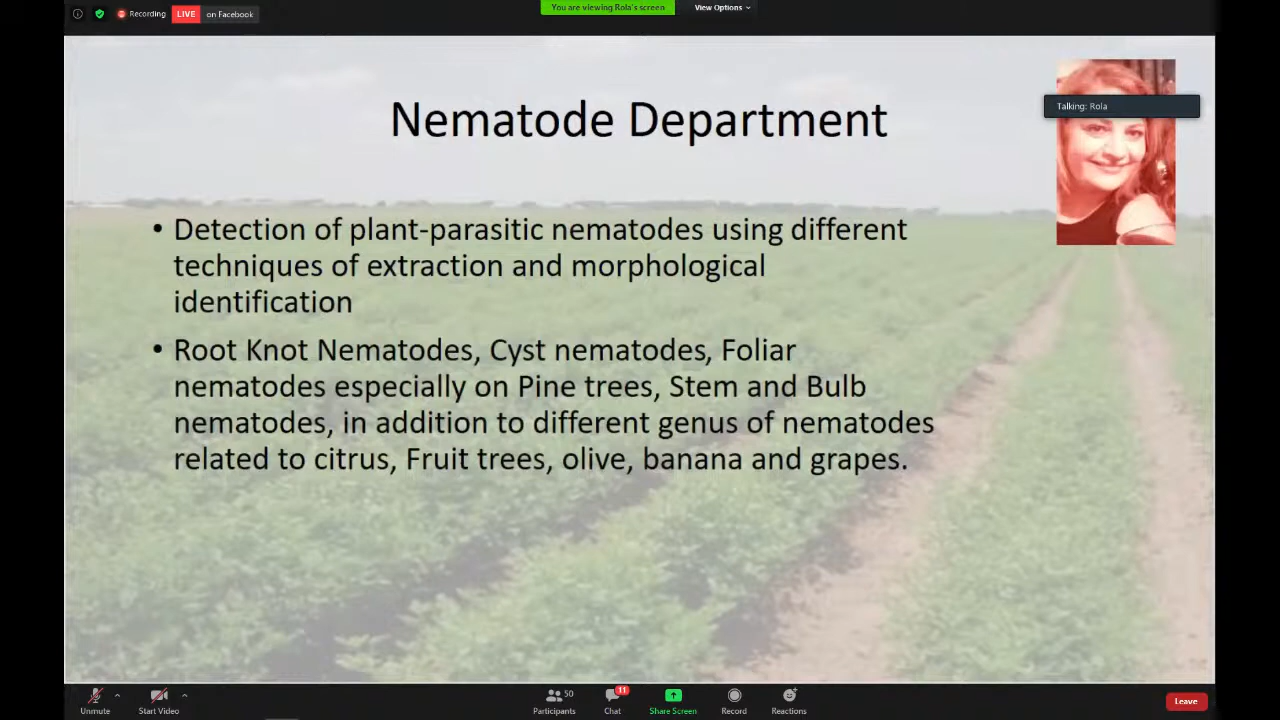 Recording
LIVE
on Facebook
You are viewing Rola's screen
View Options
Nematode Department
Talking: Rola
• Detection of plant-parasitic nematodes using different
techniques of extraction and morphological
identification
• Root Knot Nematodes, Cyst nematodes, Foliar
nematodes especially on Pine trees, Stem and Bulb
nematodes, in addition to different genus of nematodes
related to citrus, Fruit trees, olive, banana and grapes.
Unmute
Start Video
50
Participants
11
Chat
Share Screen
Record
Reactions
Leave